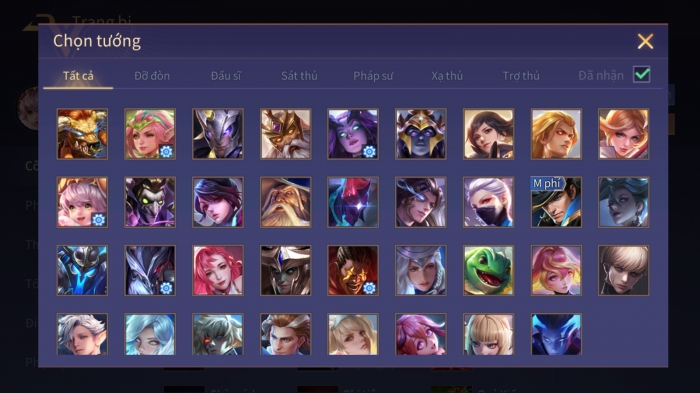 Trang bị
Chọn tướng
Tất cả Đỡ đòn Đấu sĩ Sát thủ Pháp sư Xạ thủ Trợ thủ Đã nhận
M phí